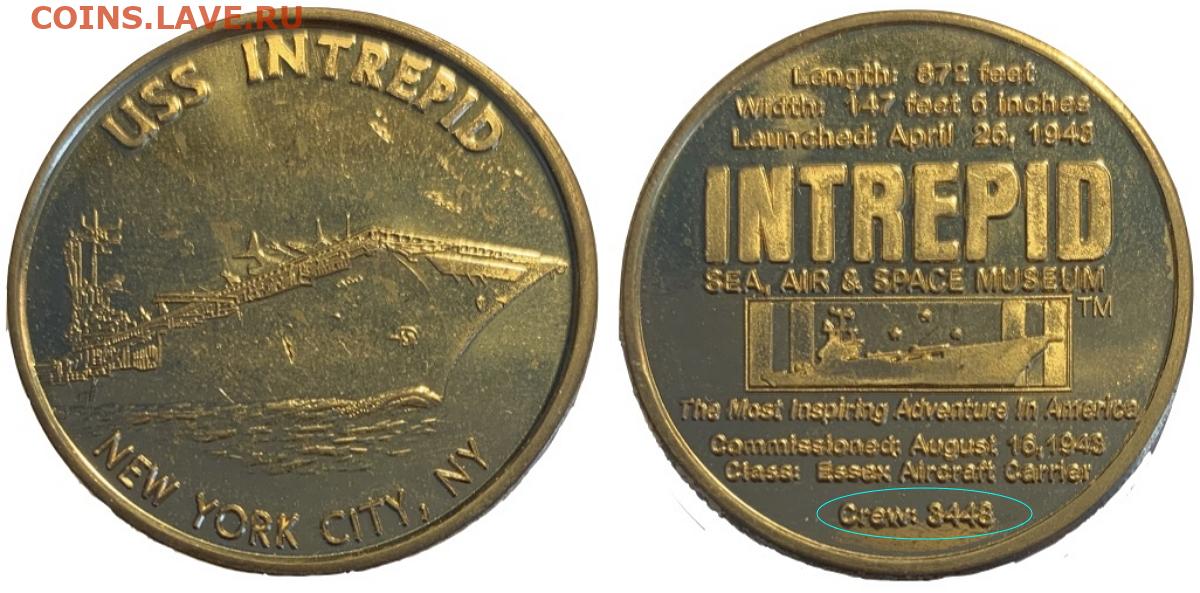 COINS.LAVE.RU
USS INTREPID
NEW YORK CITY, NY
Length: 872 feet
Width: 147 feet 6 inches
Launched: April 26, 1943
INTREPID
SEA, AIR & SPACE MUSEUM
TM
The Most Inspiring Adventure in America
Commissioned: August 16,1943
Class: Essex Aircraft Carrier
Crew: 3448